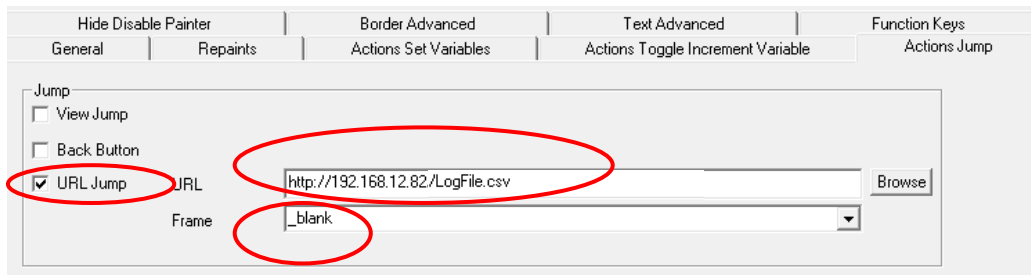 Hide Disable Painter Border Advanced Text Advanced Function Keys
General Repaints Actions Set Variables Actions Toggle Increment Variable Actions Jump
Jump
View Jump
Back Button
URL Jump URL http://192.168.12.82./LogFile.csv Browse
Frame _blank